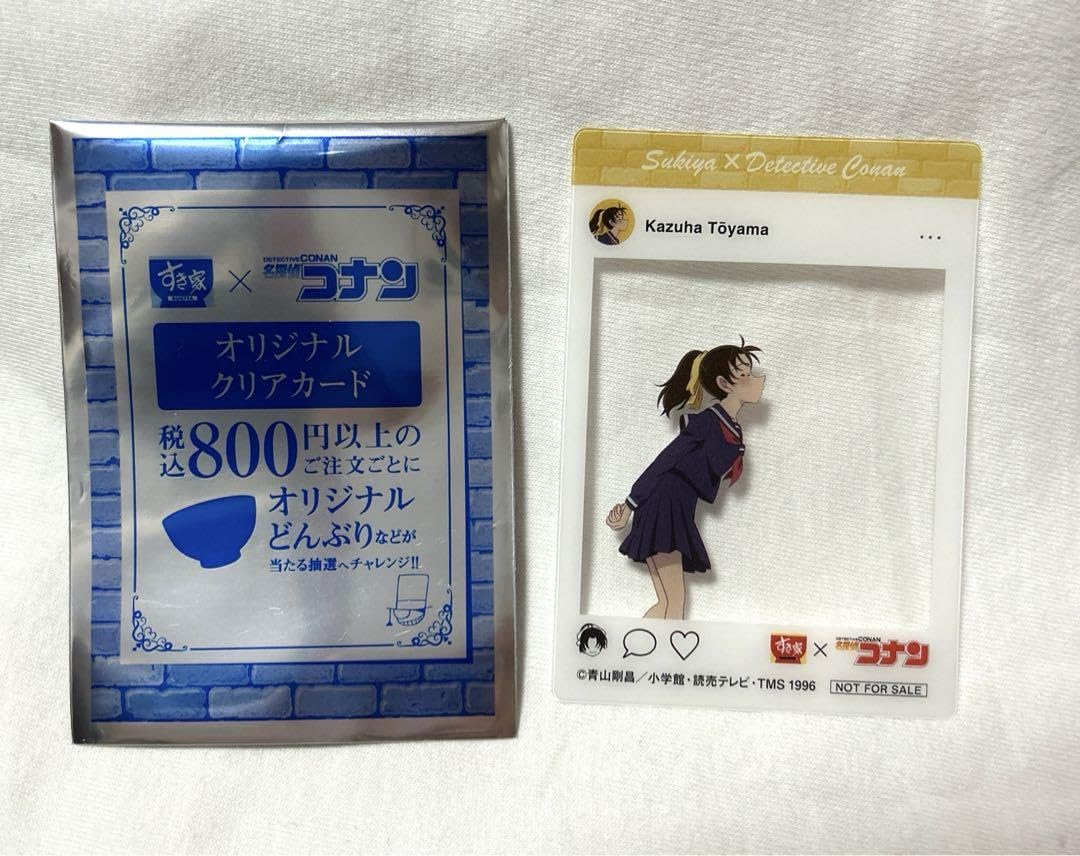 すき家
SUKIYA
×
DETECTIVE CONAN
名探偵
コナン
オリジナル
クリアカード
税込800円以上の
ご注文ごとに
オリジナル
どんぶりなどが
当たる抽選へチャレンジ!!
Sukiya × Detective Conan
Kazuha Tōyama
...
すき家
×
DETECTIVE CONAN
名探偵
コナン
©青山剛昌/小学館・読売テレビ・TMS 1996
NOT FOR SALE